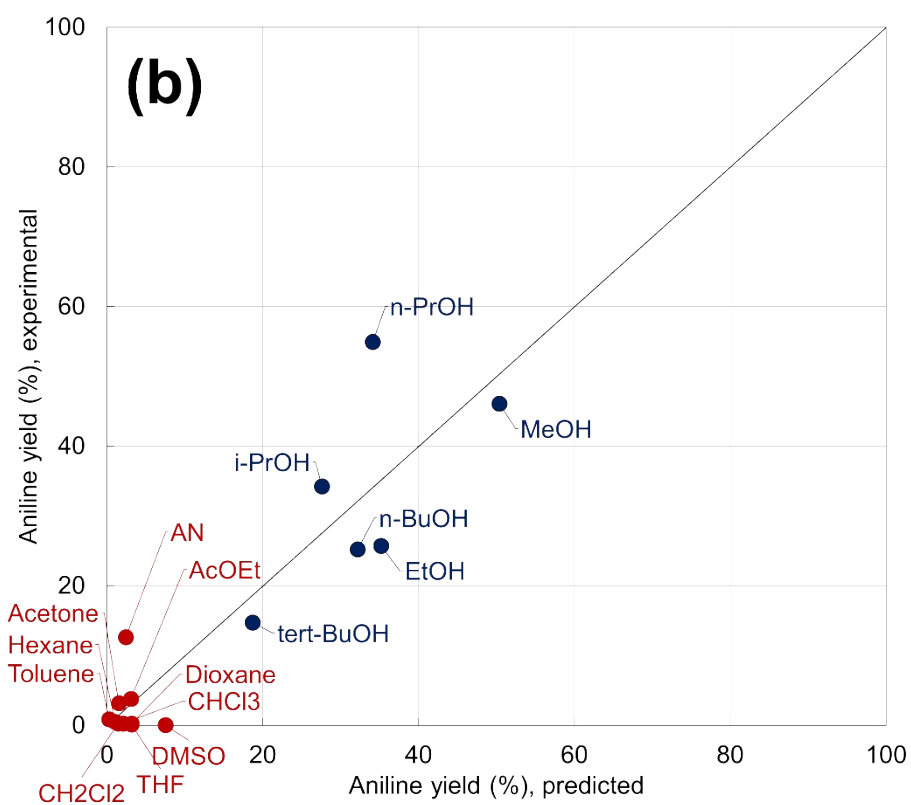 100
(b)
80
60
40
20
0
Aniline yield (%), experimental
n-PrOH
MeOH
i-PrOH
n-BuOH
EtOH
AN
AcOEt
Acetone
tert-BuOH
Hexane
Toluene
Dioxane
CHCl3
DMSO
THF
CH2Cl2
0 20 40 60 80 100
Aniline yield (%), predicted